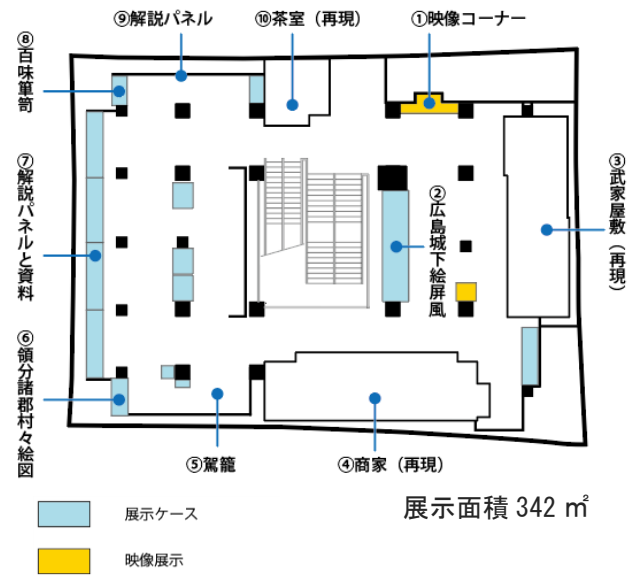 ⑨解説パネル
⑩茶室（再現）
①映像コーナー
⑧百味箪笥
②広島城下絵屏風
③武家屋敷（再現）
⑦解説パネルと資料
⑥領分諸郡村々絵図
⑤駕籠
④商家（再現）
展示面積 342 ㎡
展示ケース
映像展示